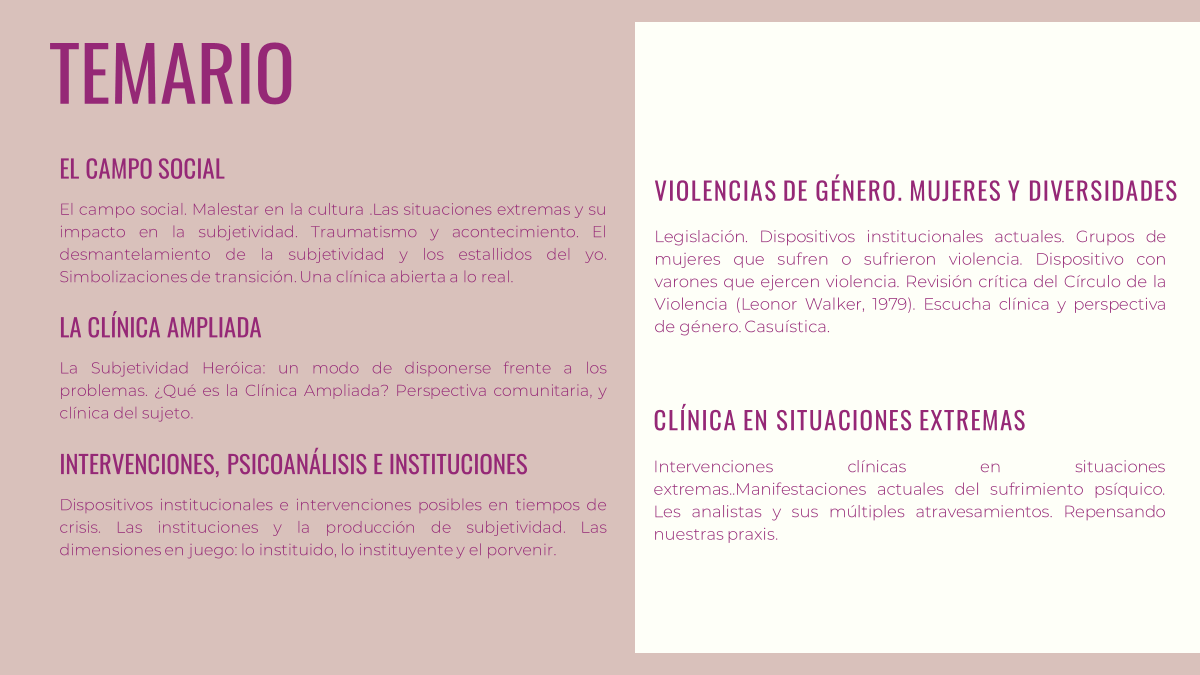 TEMARIO
EL CAMPO SOCIAL
El campo social. Malestar en la cultura .Las situaciones extremas y su
impacto en la subjetividad. Traumatismo y acontecimiento. El
desmantelamiento de la subjetividad y los estallidos del yo.
Simbolizaciones de transición. Una clínica abierta a lo real.
LA CLÍNICA AMPLIADA
La Subjetividad Heróica: un modo de disponerse frente a los
problemas. ¿Qué es la Clínica Ampliada? Perspectiva comunitaria, y
clínica del sujeto.
INTERVENCIONES, PSICOANÁLISIS E INSTITUCIONES
Dispositivos institucionales e intervenciones posibles en tiempos de
crisis. Las instituciones y la producción de subjetividad. Las
dimensiones en juego: lo instituido, lo instituyente y el porvenir.
VIOLENCIAS DE GÉNERO. MUJERES Y DIVERSIDADES
Legislación. Dispositivos institucionales actuales. Grupos de
mujeres que sufren o sufrieron violencia. Dispositivo con
varones que ejercen violencia. Revisión crítica del Círculo de la
Violencia (Leonor Walker, 1979). Escucha clínica y perspectiva
de género. Casuística.
CLÍNICA EN SITUACIONES EXTREMAS
Intervenciones clínicas en situaciones
extremas..Manifestaciones actuales del sufrimiento psíquico.
Les analistas y sus múltiples atravesamientos. Repensando
nuestras praxis.